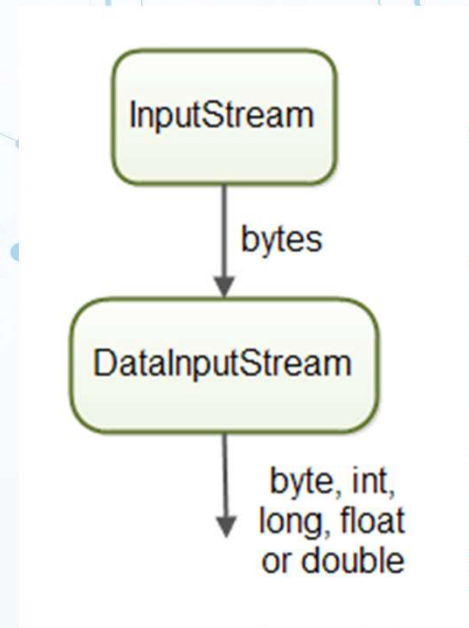 InputStream
bytes
DataInputStream
byte, int,
long, float
or double